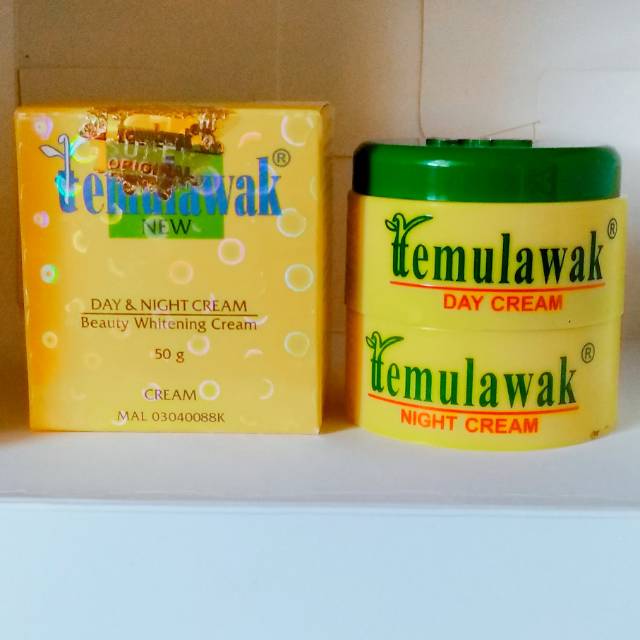 SUPER
ORIGINAL
temulawak®
NEW
DAY & NIGHT CREAM
Beauty Whitening Cream
50 g
CREAM
MAL 03040088K
temulawak®
DAY CREAM
temulawak®
NIGHT CREAM